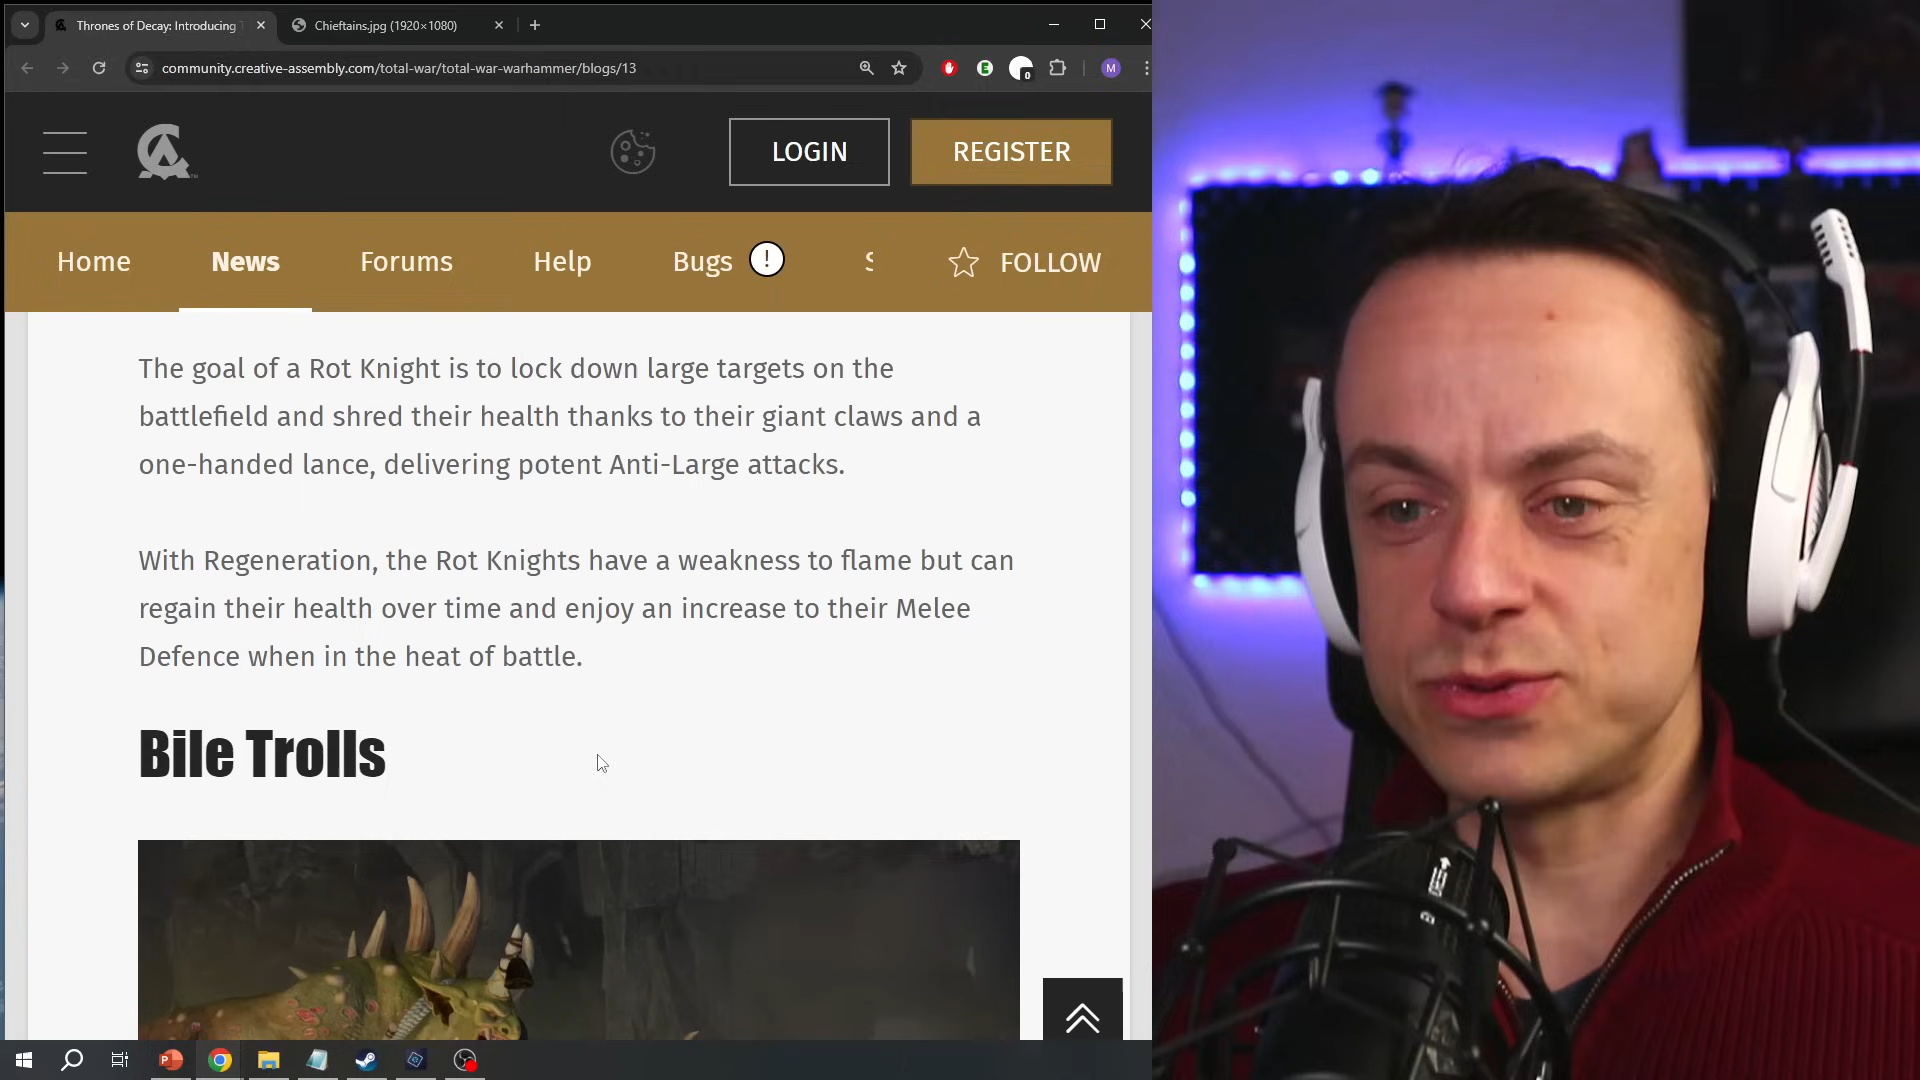 Thrones of Decay: Introducing T
Chieftains.jpg (1920×1080)
community.creative-assembly.com/total-war/total-war-warhammer/blogs/13
0
M
LOGIN
REGISTER
Home
News
Forums
Help
Bugs
!
FOLLOW
The goal of a Rot Knight is to lock down large targets on the
battlefield and shred their health thanks to their giant claws and a
one-handed lance, delivering potent Anti-Large attacks.
With Regeneration, the Rot Knights have a weakness to flame but can
regain their health over time and enjoy an increase to their Melee
Defence when in the heat of battle.
Bile Trolls